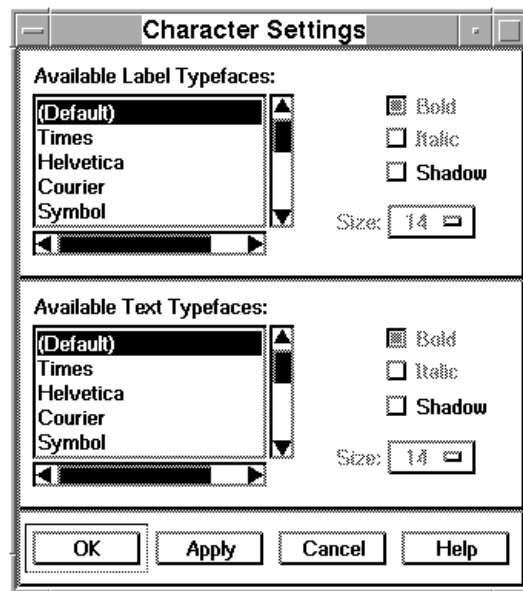 Character Settings
Available Label Typefaces:
(Default)
Times
Helvetica
Courier
Symbol
Bold
Italic
Shadow
Size: 14
Available Text Typefaces:
(Default)
Times
Helvetica
Courier
Symbol
Bold
Italic
Shadow
Size: 14
OK Apply Cancel Help